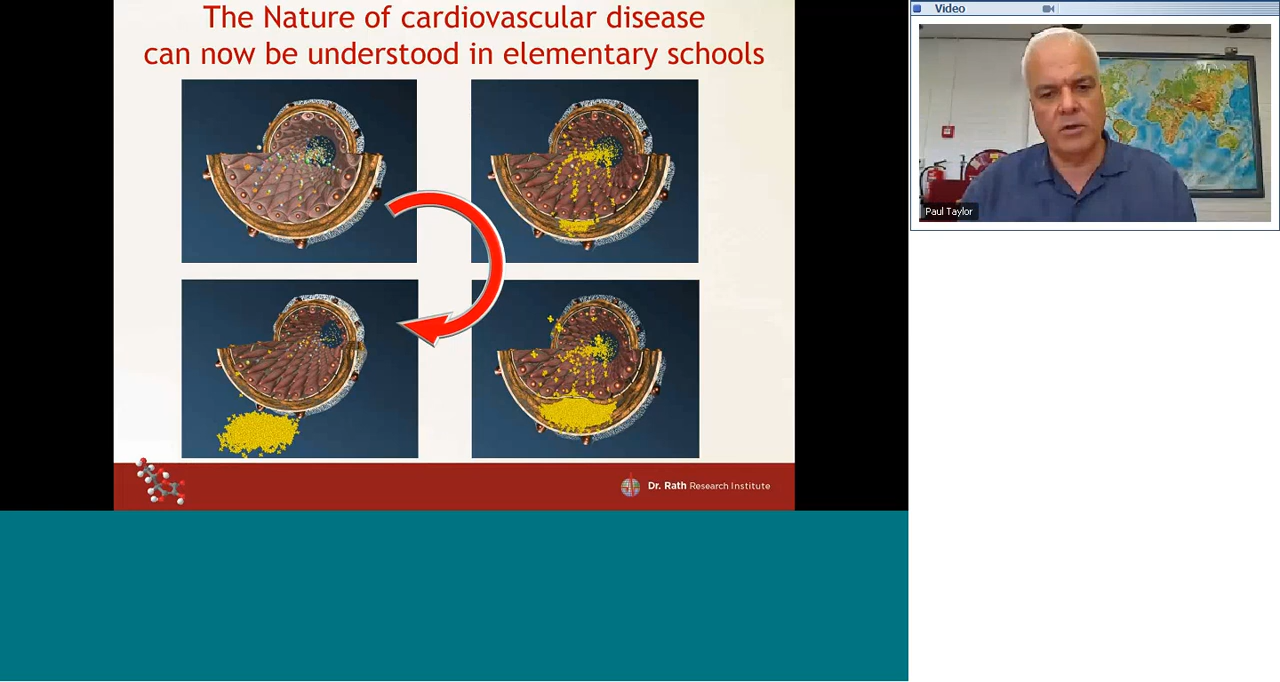 The Nature of cardiovascular disease
can now be understood in elementary schools
Dr. Rath Research Institute
Video
Paul Taylor